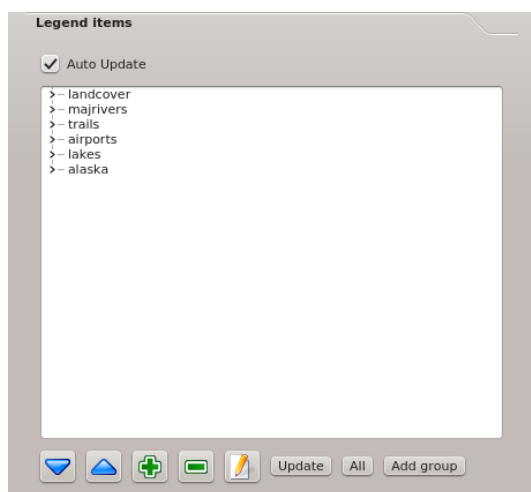 Legend items
Auto Update
landcover
majrivers
trails
airports
lakes
alaska
Update All Add group